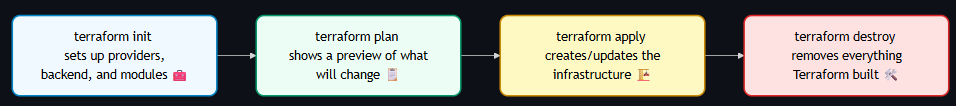 terraform init
sets up providers,
backend, and modules 🧰
terraform plan
shows a preview of what
will change 📋
terraform apply
creates/updates the
infrastructure 🏗️
terraform destroy
removes everything
Terraform built 🛠️